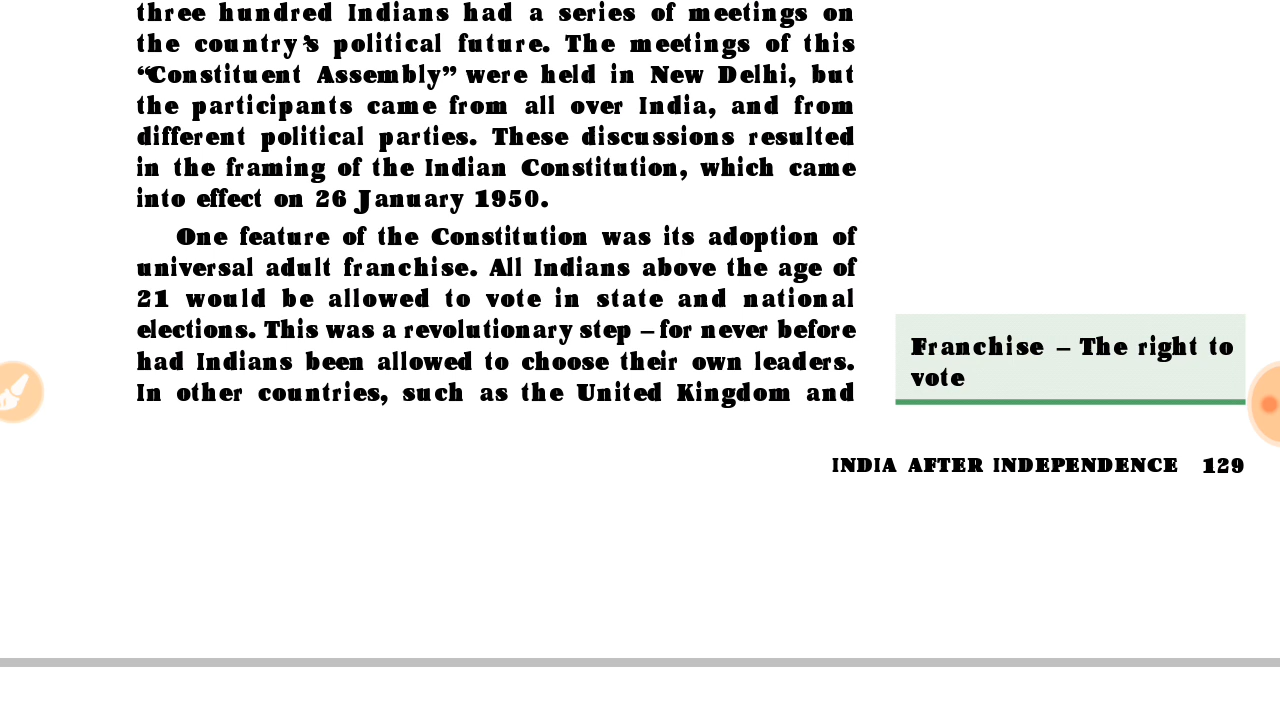 three hundred Indians had a series of meetings on
the country's political future. The meetings of this
“Constituent Assembly” were held in New Delhi, but
the participants came from all over India, and from
different political parties. These discussions resulted
in the framing of the Indian Constitution, which came
into effect on 26 January 1950.
One feature of the Constitution was its adoption of
universal adult franchise. All Indians above the age of
21 would be allowed to vote in state and national
elections. This was a revolutionary step – for never before
had Indians been allowed to choose their own leaders.
In other countries, such as the United Kingdom and
Franchise – The right to
vote
INDIA AFTER INDEPENDENCE 129